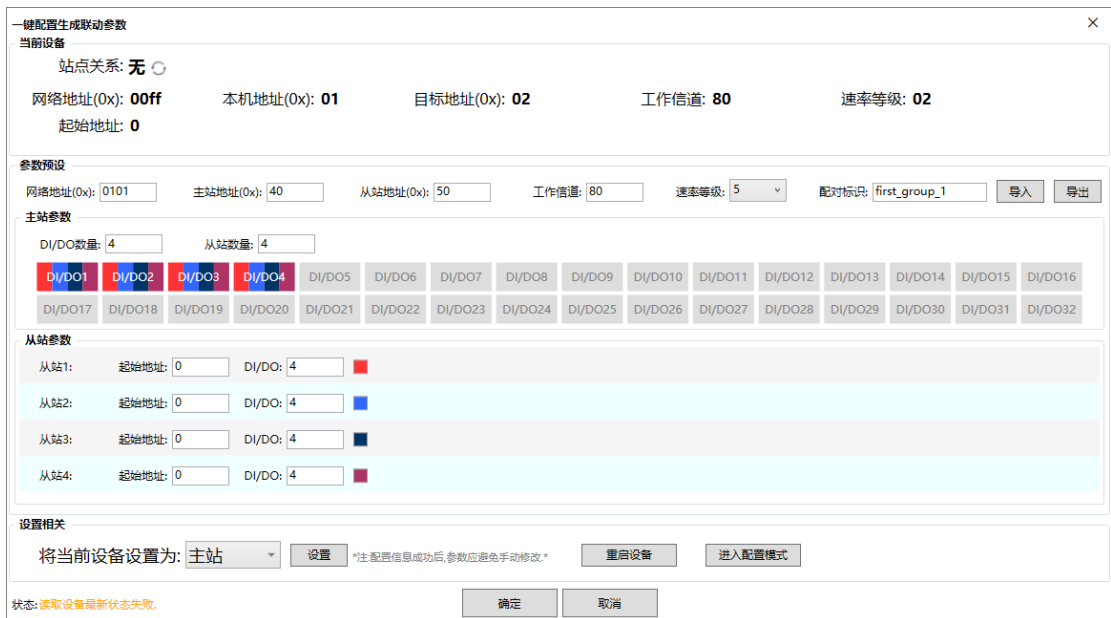 一键配置生成联动参数
当前设备
站点关系: 无
网络地址(0x): 00ff 本机地址(0x): 01 目标地址(0x): 02 工作信道: 80 速率等级: 02
起始地址: 0
参数预设
网络地址(0x): 0101 主站地址(0x): 40 从站地址(0x): 50 工作信道: 80 速率等级: 5 配对标识: first_group_1 导入 导出
主站参数
DI/DO数量: 4 从站数量: 4
DI/DO1 DI/DO2 DI/DO3 DI/DO4 DI/DO5 DI/DO6 DI/DO7 DI/DO8 DI/DO9 DI/DO10 DI/DO11 DI/DO12 DI/DO13 DI/DO14 DI/DO15 DI/DO16
DI/DO17 DI/DO18 DI/DO19 DI/DO20 DI/DO21 DI/DO22 DI/DO23 DI/DO24 DI/DO25 DI/DO26 DI/DO27 DI/DO28 DI/DO29 DI/DO30 DI/DO31 DI/DO32
从站参数
从站1: 起始地址: 0 DI/DO: 4
从站2: 起始地址: 0 DI/DO: 4
从站3: 起始地址: 0 DI/DO: 4
从站4: 起始地址: 0 DI/DO: 4
设置相关
将当前设备设置为: 主站 设置 *注:配置信息成功后,参数应避免手动修改.* 重启设备 进入配置模式
状态:读取设备最新状态失败. 确定 取消